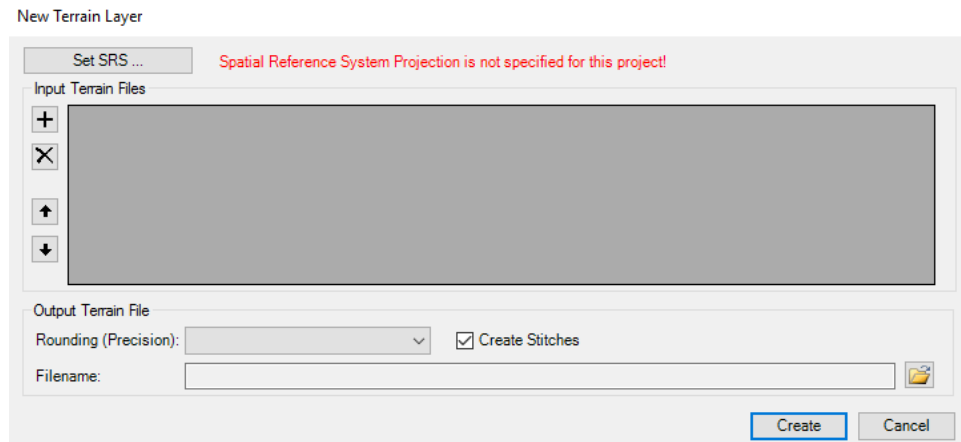 New Terrain Layer
Set SRS ...
Spatial Reference System Projection is not specified for this project!
Input Terrain Files
Output Terrain File
Rounding (Precision):
Create Stitches
Filename:
Create
Cancel